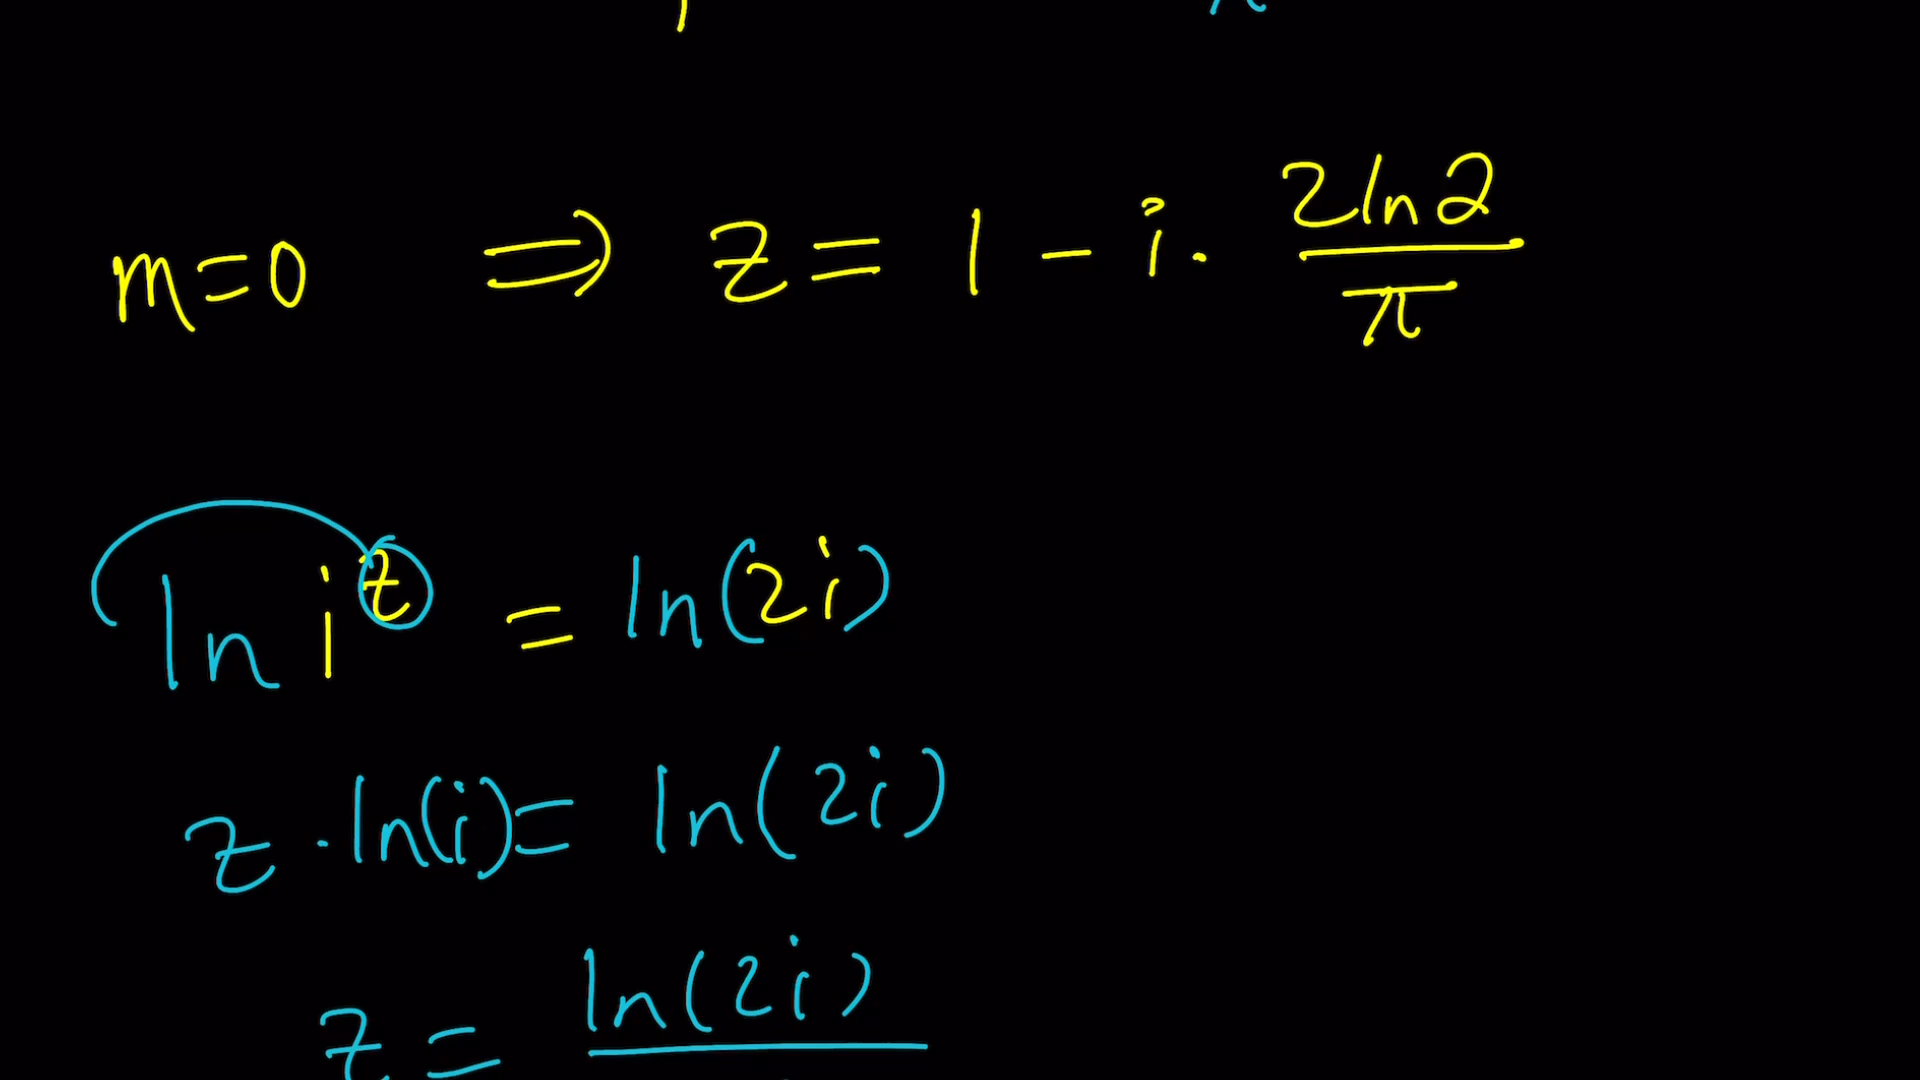 m=0 ⇒ z = 1 - i · 2ln2/π
ln i^z = ln(2i)
z · ln(i) = ln(2i)
z = ln(2i)